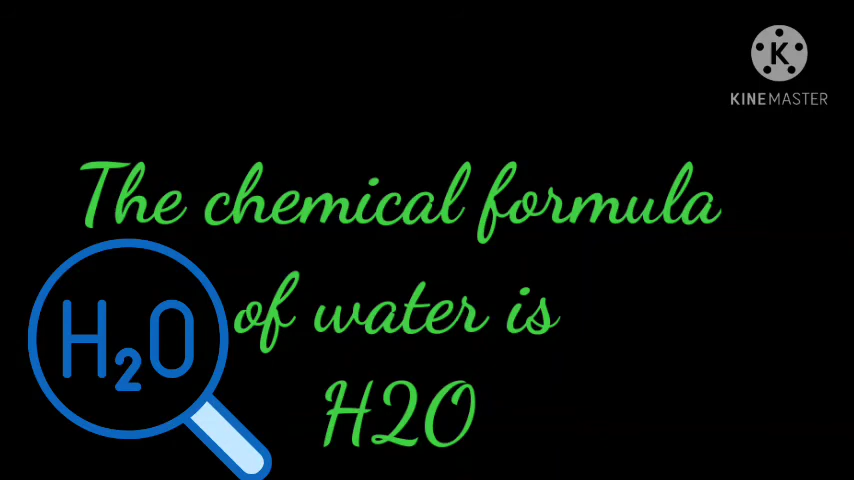 KINEMASTER
The chemical formula
of water is
H2O
H₂O